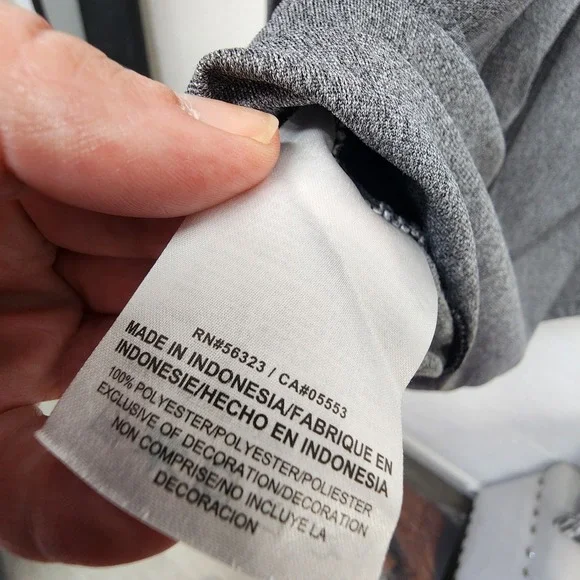 RN#56323 / CA#05553
MADE IN INDONESIA/FABRIQUE EN
INDONESIE/HECHO EN INDONESIA
100% POLYESTER/POLYESTER/POLIESTER
EXCLUSIVE OF DECORATION/DECORATION
NON COMPRISE/NO INCLUYE LA
DECORACION